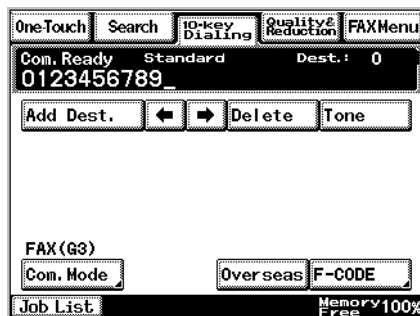 One-Touch Search 10-key Dialing Quality& Reduction FAX Menu
Com. Ready Standard Dest.: 0
0123456789_
Add Dest. ← → Delete Tone
FAX(G3)
Com. Mode Overseas F-CODE
Job List Memory Free 100%